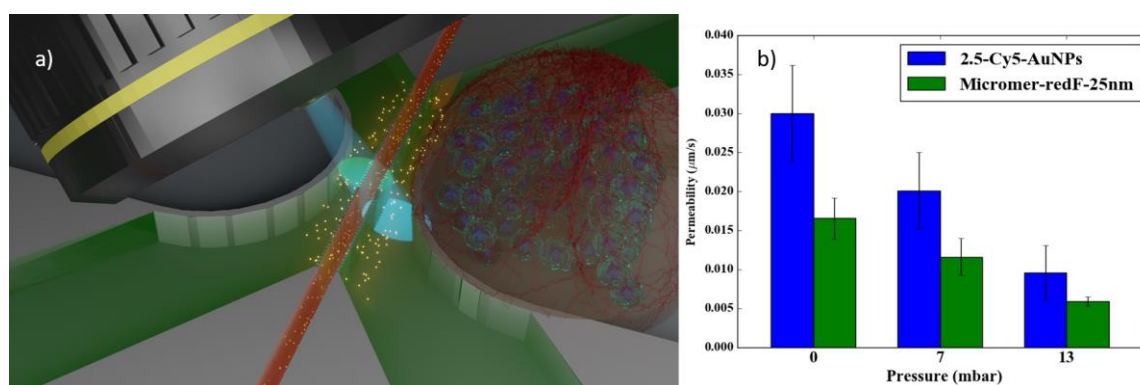 a)
b)
2.5-Cy5-AuNPs
Micromer-redF-25nm
Permeability (μm/s)
0.040
0.035
0.030
0.025
0.020
0.015
0.010
0.005
0.000
0 7 13
Pressure (mbar)